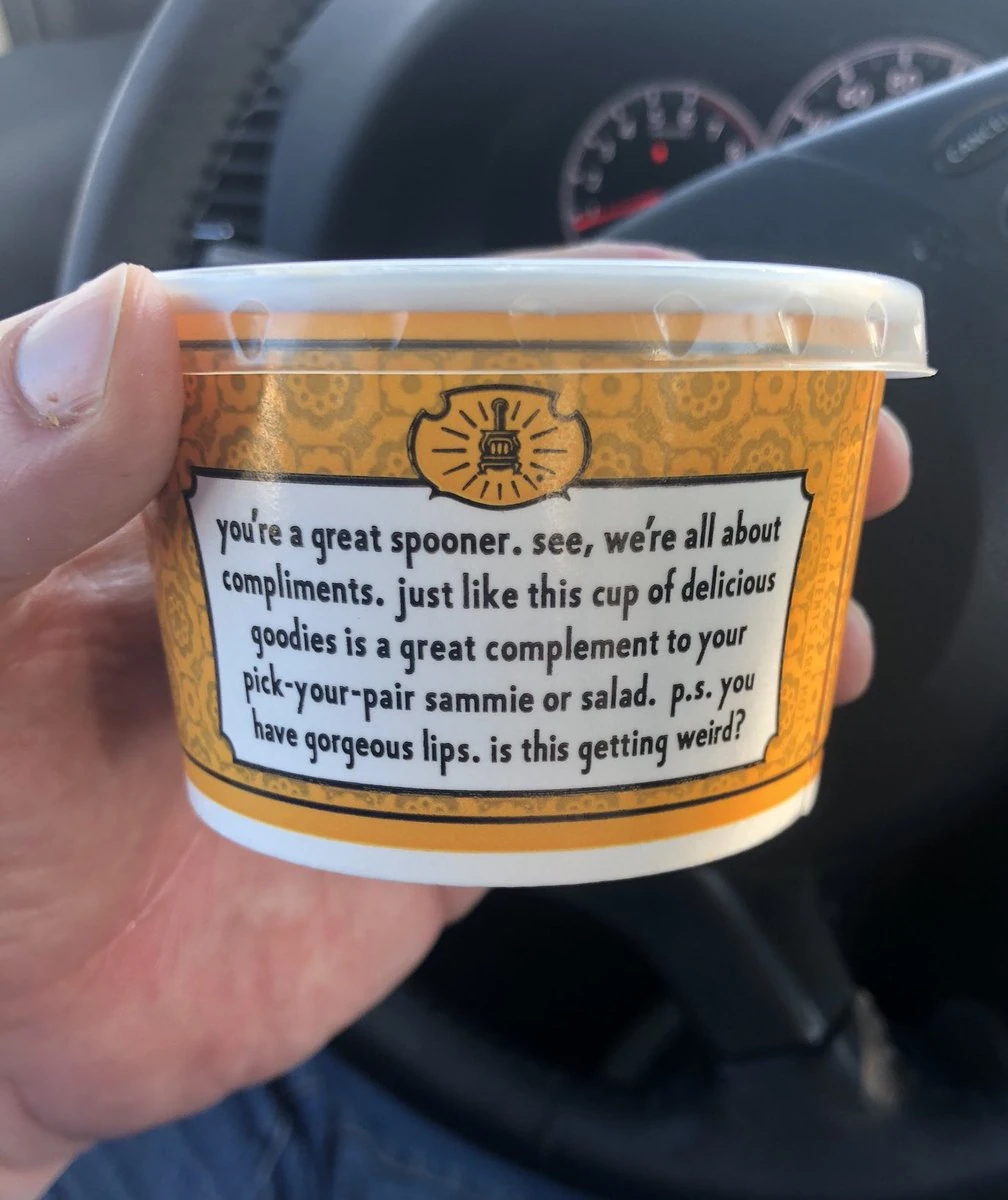 you're a great spooner. see, we're all about
compliments. just like this cup of delicious
goodies is a great complement to your
pick-your-pair sammie or salad. p.s. you
have gorgeous lips. is this getting weird?